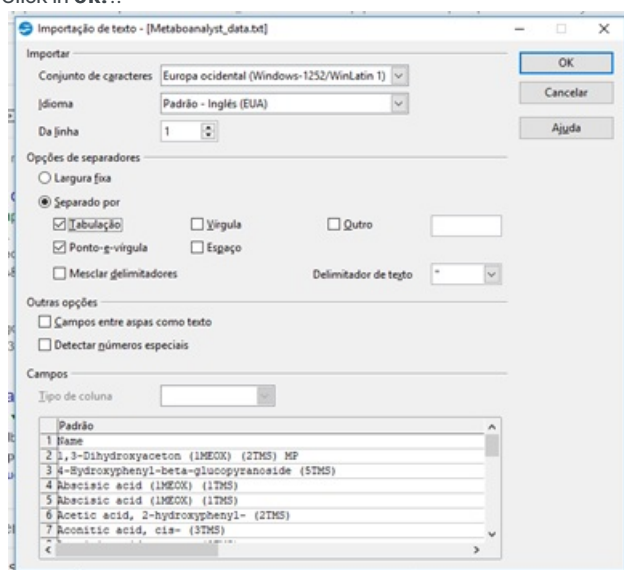 Click in OK!..
Importação de texto - [Metaboanalyst_data.txt]
Importar
Conjunto de caracteres Europa ocidental (Windows-1252/WinLatin 1)
Idioma Padrão - Inglês (EUA)
Da linha 1
OK
Cancelar
Ajuda
Opções de separadores
Largura fixa
Separado por
Tabulação Vírgula Outro
Ponto-e-vírgula Espaço
Mesclar delimitadores Delimitador de texto "
Outras opções
Campos entre aspas como texto
Detectar números especiais
Campos
Tipo de coluna
Padrão
1 Name
2 1,3-Dihydroxyaceton (1MEOX) (2TMS) MP
3 4-Hydroxyphenyl-beta-glucopyranoside (5TMS)
4 Abscisic acid (1MEOX) (1TMS)
5 Abscisic acid (1MEOX) (1TMS)
6 Acetic acid, 2-hydroxyphenyl- (2TMS)
7 Aconitic acid, cis- (3TMS)